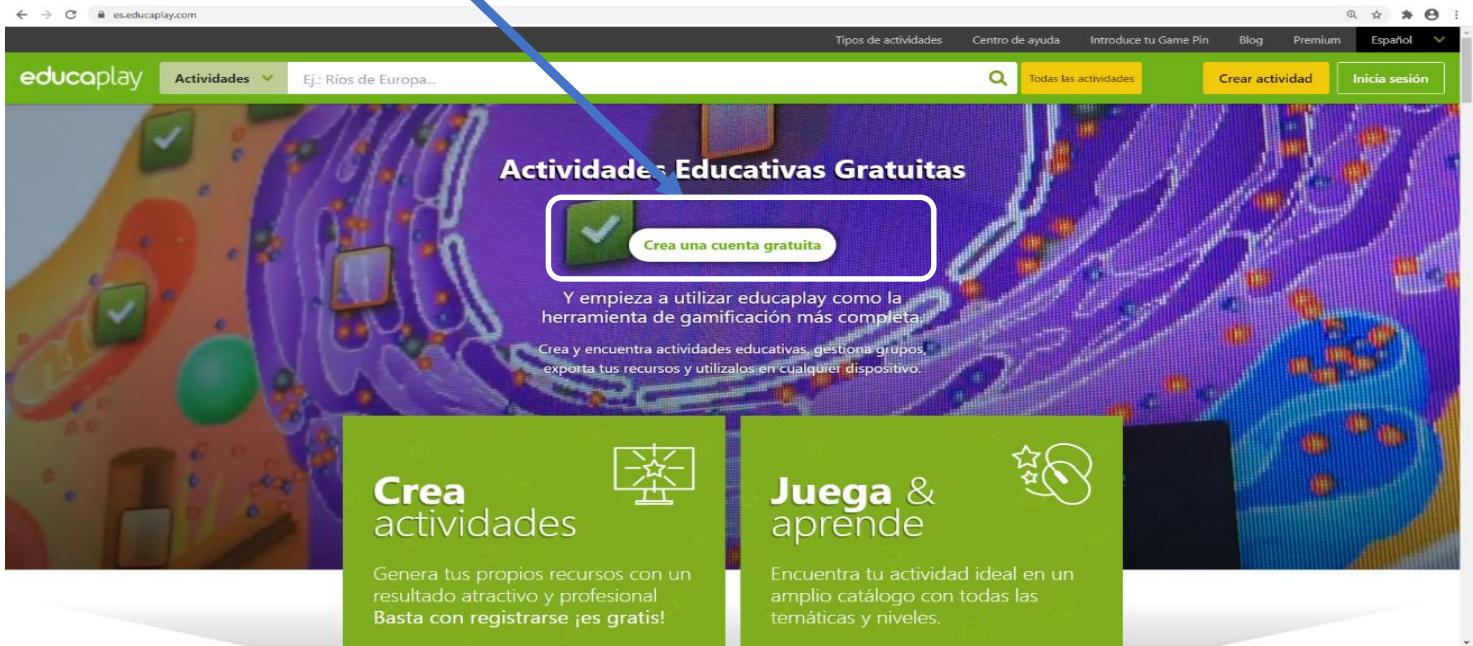 es.educaplay.com
Tipos de actividades Centro de ayuda Introduce tu Game Pin Blog Premium Español
educaplay Actividades Ej.: Ríos de Europa... Todas las actividades Crear actividad Inicia sesión
Actividades Educativas Gratuitas
Crea una cuenta gratuita
Y empieza a utilizar educaplay como la
herramienta de gamificación más completa.
Crea y encuentra actividades educativas, gestiona grupos,
exporta tus recursos y utilizalos en cualquier dispositivo.
Crea
actividades
Genera tus propios recursos con un
resultado atractivo y profesional
Basta con registrarse ¡es gratis!
Juega &
aprende
Encuentra tu actividad ideal en un
amplio catálogo con todas las
temáticas y niveles.